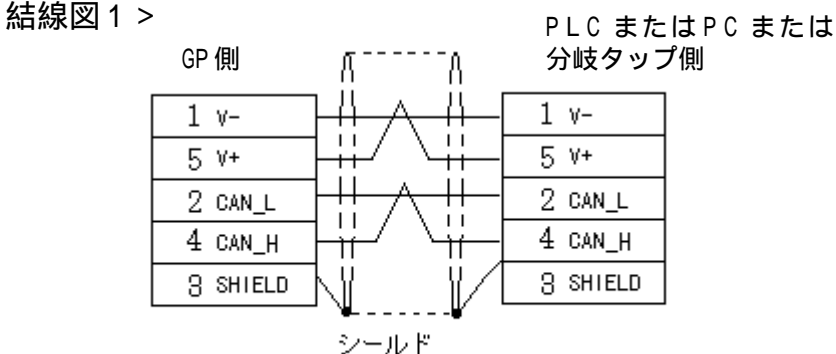 結線図 1 >
PLC または PC または
分岐タップ側
GP 側
1 V-
5 V+
2 CAN_L
4 CAN_H
3 SHIELD
1 V-
5 V+
2 CAN_L
4 CAN_H
3 SHIELD
シールド